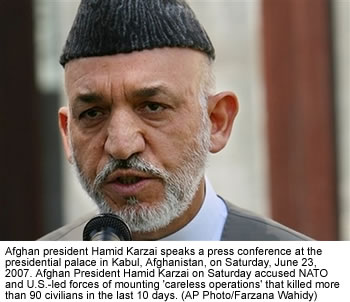 Afghan president Hamid Karzai speaks a press conference at the
presidential palace in Kabul, Afghanistan, on Saturday, June 23,
2007. Afghan President Hamid Karzai on Saturday accused NATO
and U.S.-led forces of mounting 'careless operations' that killed more
than 90 civilians in the last 10 days. (AP Photo/Farzana Wahidy)